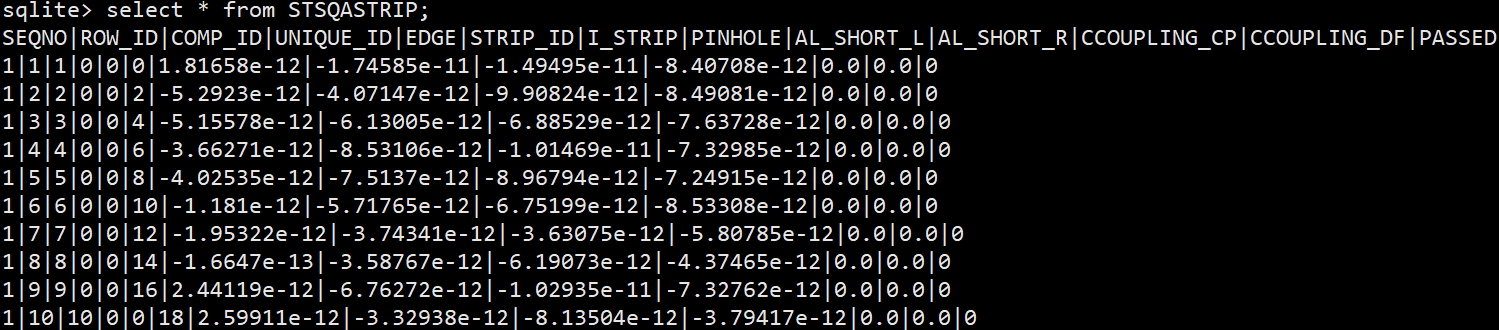 sqlite> select * from STSQASTRIP;
SEQNO|ROW_ID|COMP_ID|UNIQUE_ID|EDGE|STRIP_ID|I_STRIP|PINHOLE|AL_SHORT_L|AL_SHORT_R|CCOUPLING_CP|CCOUPLING_DF|PASSED
1|1|1|0|0|0|1.81658e-12|-1.74585e-11|-1.49495e-11|-8.40708e-12|0.0|0.0|0
1|2|2|0|0|2|-5.2923e-12|-4.07147e-12|-9.90824e-12|-8.49081e-12|0.0|0.0|0
1|3|3|0|0|4|-5.15578e-12|-6.13005e-12|-6.88529e-12|-7.63728e-12|0.0|0.0|0
1|4|4|0|0|6|-3.66271e-12|-8.53106e-12|-1.01469e-11|-7.32985e-12|0.0|0.0|0
1|5|5|0|0|8|-4.02535e-12|-7.5137e-12|-8.96794e-12|-7.24915e-12|0.0|0.0|0
1|6|6|0|0|10|-1.181e-12|-5.71765e-12|-6.75199e-12|-8.53308e-12|0.0|0.0|0
1|7|7|0|0|12|-1.95322e-12|-3.74341e-12|-3.63075e-12|-5.80785e-12|0.0|0.0|0
1|8|8|0|0|14|-1.6647e-13|-3.58767e-12|-6.19073e-12|-4.37465e-12|0.0|0.0|0
1|9|9|0|0|16|2.44119e-12|-6.76272e-12|-1.02935e-11|-7.32762e-12|0.0|0.0|0
1|10|10|0|0|18|2.59911e-12|-3.32938e-12|-8.13504e-12|-3.79417e-12|0.0|0.0|0